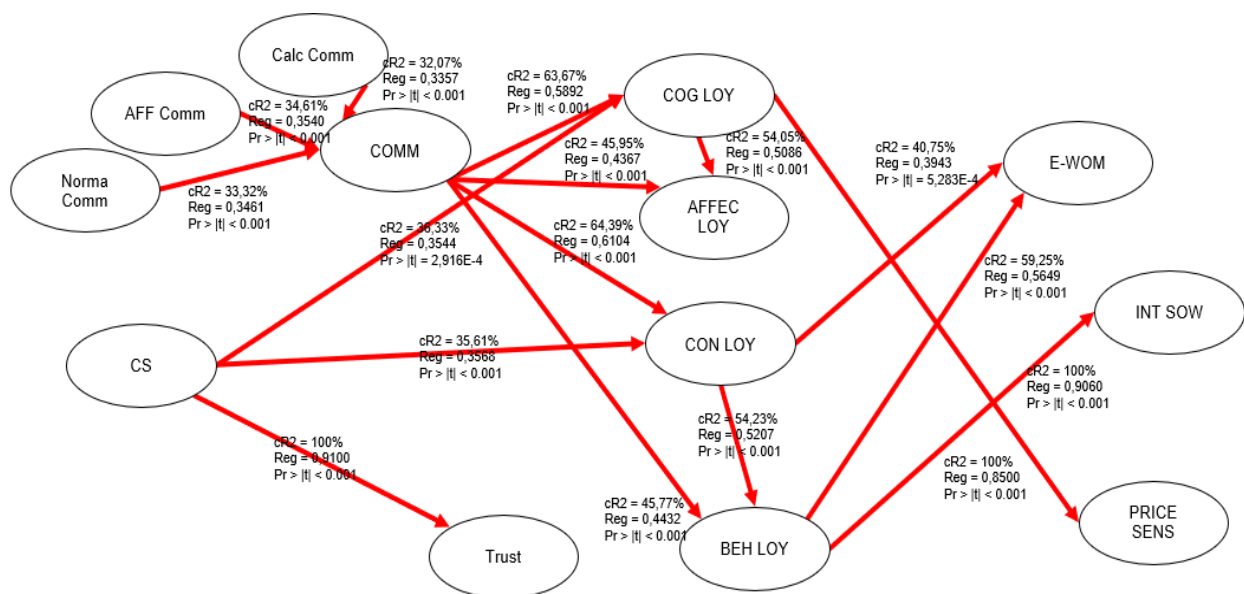 Calc Comm
cR2 = 32,07%
Reg = 0,3357
Pr > |t| < 0.001
AFF Comm
cR2 = 34,61%
Reg = 0,3540
Pr > |t| < 0.001
COMM
Norma
Comm
cR2 = 33,32%
Reg = 0,3461
Pr > |t| < 0.001
cR2 = 63,67%
Reg = 0,5892
Pr > |t| < 0.001
COG LOY
cR2 = 45,95%
Reg = 0,4367
Pr > |t| < 0.001
cR2 = 54,05%
Reg = 0,5086
Pr > |t| < 0.001
AFFEC
LOY
cR2 = 40,75%
Reg = 0,3943
Pr > |t| = 5,283E-4
E-WOM
cR2 = 36,33%
Reg = 0,3544
Pr > |t| = 2,916E-4
cR2 = 64,39%
Reg = 0,6104
Pr > |t| < 0.001
cR2 = 59,25%
Reg = 0,5649
Pr > |t| < 0.001
INT SOW
CS
cR2 = 35,61%
Reg = 0,3568
Pr > |t| < 0.001
CON LOY
cR2 = 100%
Reg = 0,9060
Pr > |t| < 0.001
cR2 = 54,23%
Reg = 0,5207
Pr > |t| < 0.001
cR2 = 100%
Reg = 0,9100
Pr > |t| < 0.001
cR2 = 100%
Reg = 0,8500
Pr > |t| < 0.001
cR2 = 45,77%
Reg = 0,4432
Pr > |t| < 0.001
PRICE
SENS
Trust
BEH LOY